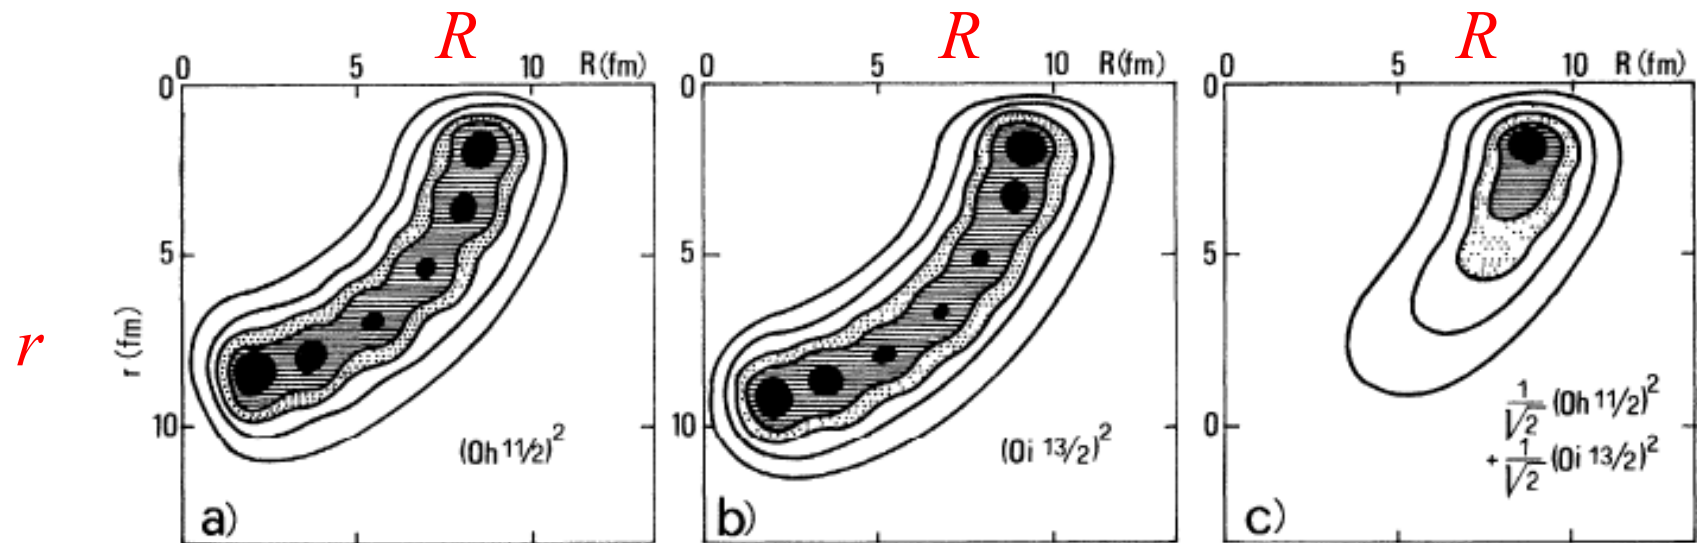 R R R
0 5 10 R(fm) 0 5 10 R(fm) 0 5 10 R(fm)
0 0 0
5 5 5
r r(fm)
10 10 0
(0h 11/2)² (0i 13/2)² 1/√2 (0h 11/2)²
+ 1/√2 (0i 13/2)²
a) b) c)